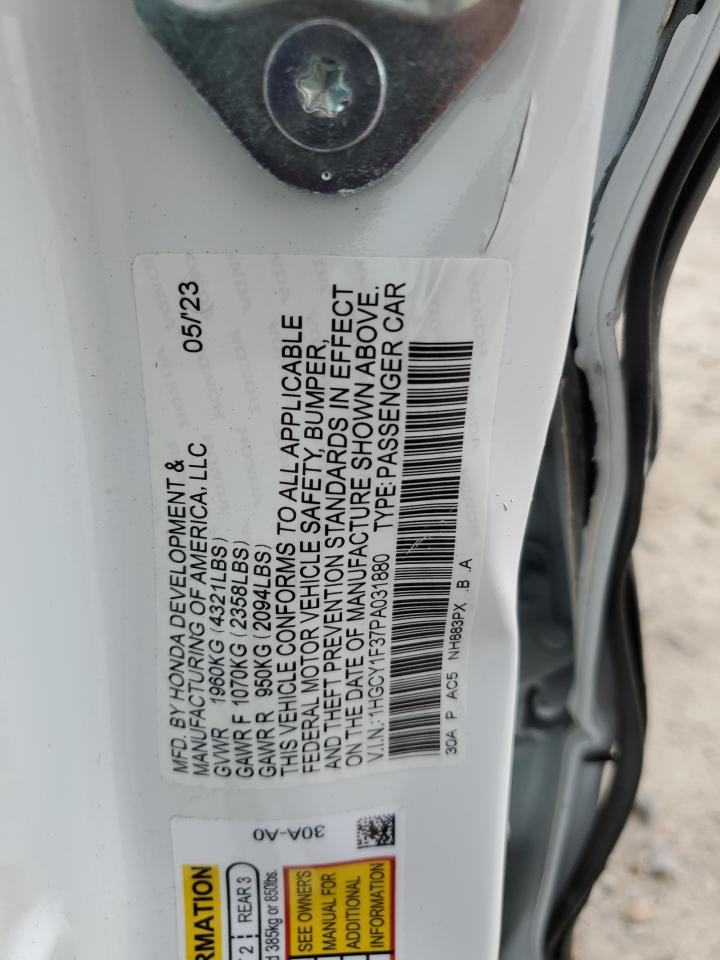 MFD. BY HONDA DEVELOPMENT &
MANUFACTURING OF AMERICA, LLC 05/'23
GVWR 1960KG (4321LBS)
GAWR F 1070KG (2358LBS)
GAWR R 950KG (2094LBS)
THIS VEHICLE CONFORMS TO ALL APPLICABLE
FEDERAL MOTOR VEHICLE SAFETY, BUMPER,
AND THEFT PREVENTION STANDARDS IN EFFECT
ON THE DATE OF MANUFACTURE SHOWN ABOVE.
V.I.N.: 1HGCY1F37PA031880 TYPE: PASSENGER CAR
30A P AC5 NH883PX .B .A
30A-A0
RMATION
2 REAR 3
d 385kg or 850lbs.
SEE OWNER'S
MANUAL FOR
ADDITIONAL
INFORMATION